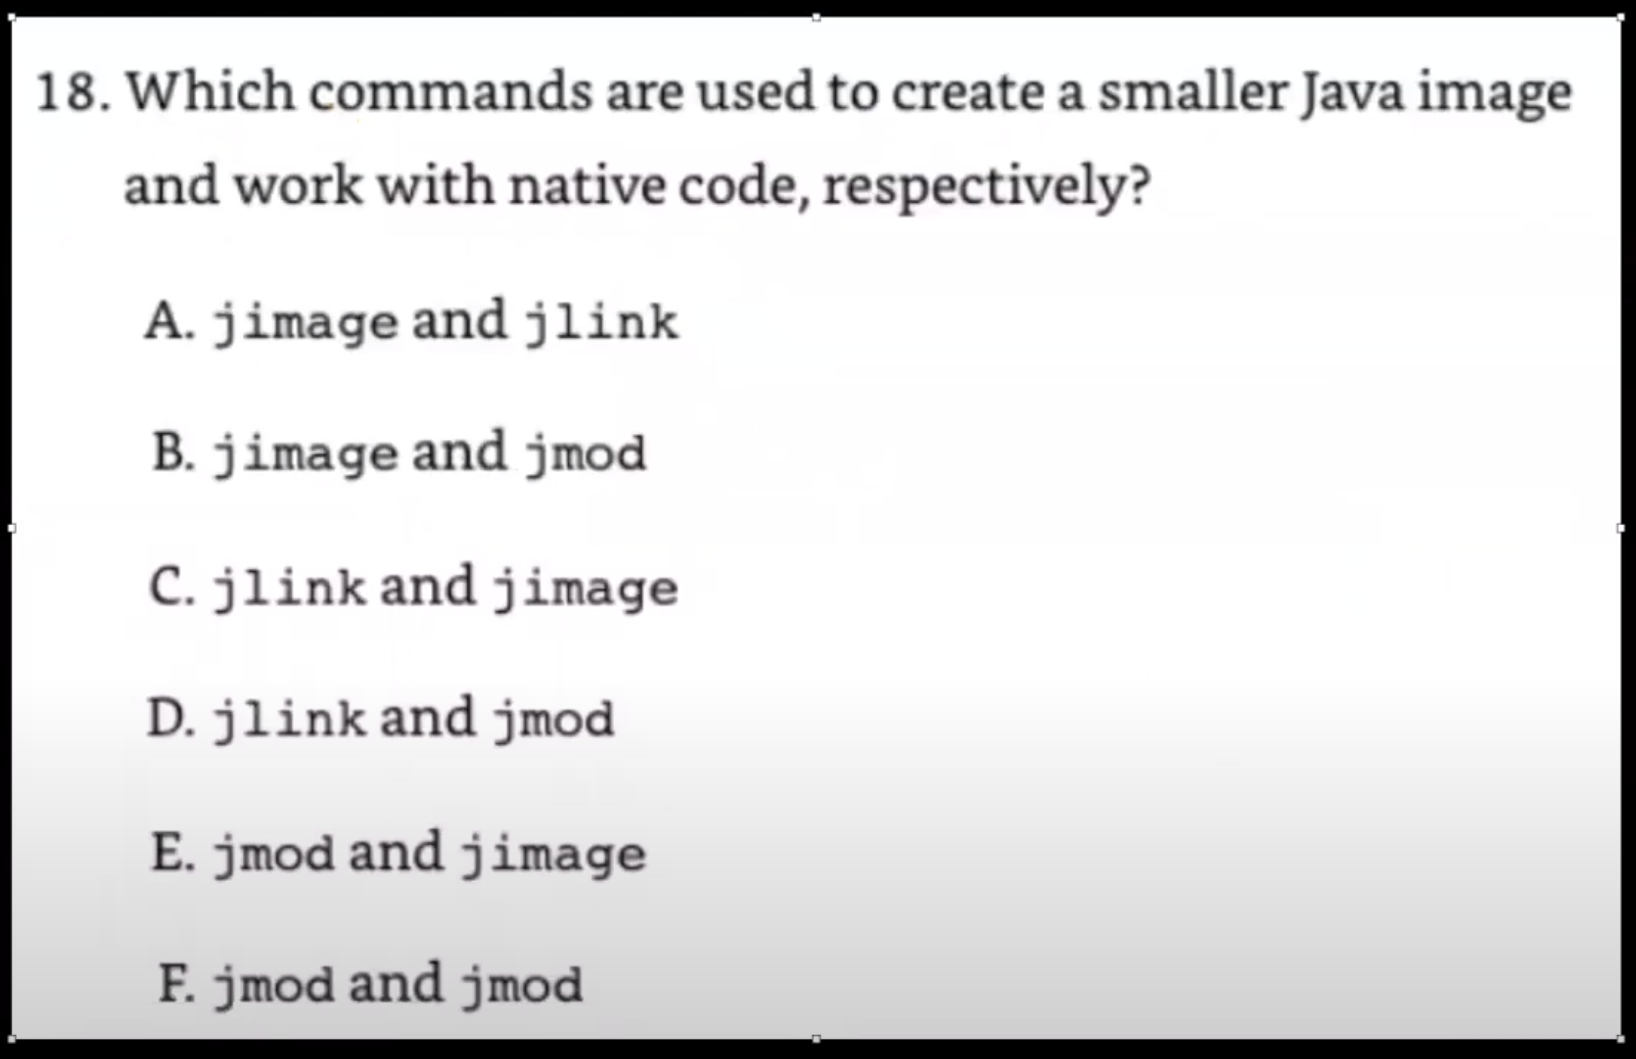 18. Which commands are used to create a smaller Java image
and work with native code, respectively?
A. jimage and jlink
B. jimage and jmod
C. jlink and jimage
D. jlink and jmod
E. jmod and jimage
F. jmod and jmod